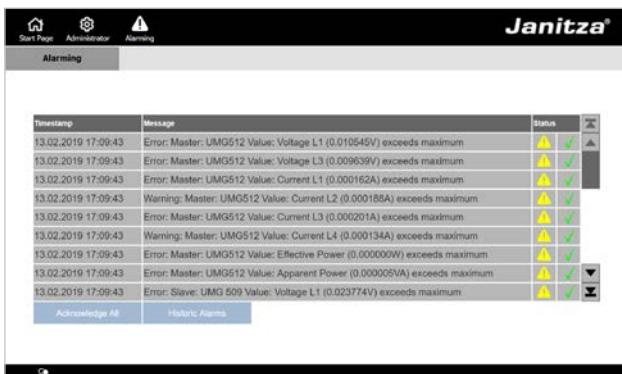 Start Page Administrator Alarming Janitza®
Alarming
Timestamp Message Status
13.02.2019 17:09:43 Error: Master: UMG512 Value: Voltage L1 (0.010545V) exceeds maximum
13.02.2019 17:09:43 Error: Master: UMG512 Value: Voltage L3 (0.009639V) exceeds maximum
13.02.2019 17:09:43 Error: Master: UMG512 Value: Current L1 (0.000162A) exceeds maximum
13.02.2019 17:09:43 Warning: Master: UMG512 Value: Current L2 (0.000188A) exceeds maximum
13.02.2019 17:09:43 Error: Master: UMG512 Value: Current L3 (0.000201A) exceeds maximum
13.02.2019 17:09:43 Warning: Master: UMG512 Value: Current L4 (0.000134A) exceeds maximum
13.02.2019 17:09:43 Error: Master: UMG512 Value: Effective Power (0.000000W) exceeds maximum
13.02.2019 17:09:43 Error: Master: UMG512 Value: Apparent Power (0.000005VA) exceeds maximum
13.02.2019 17:09:43 Error: Slave: UMG 509 Value: Voltage L1 (0.023774V) exceeds maximum
Acknowledge All Historic Alarms